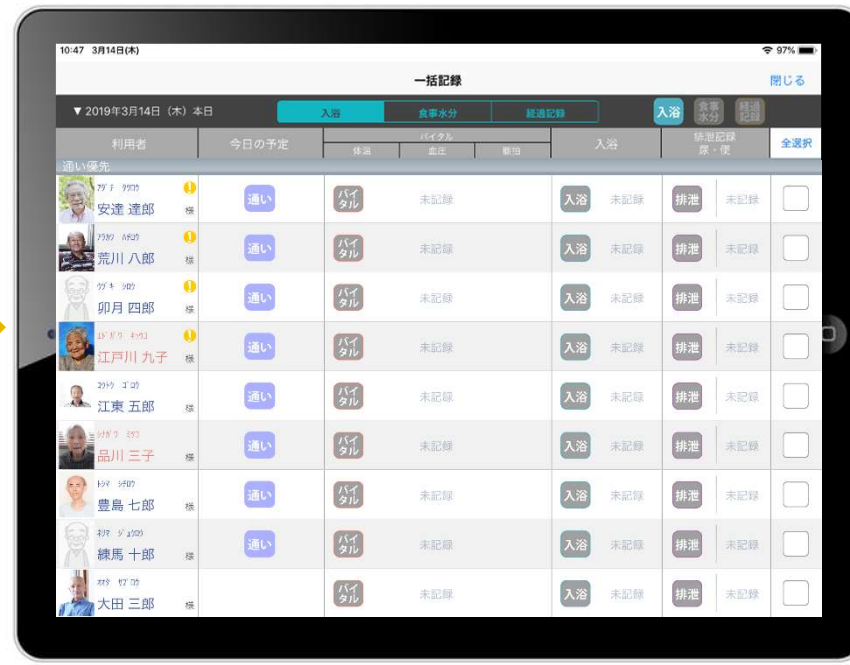 10:47 3月14日(木) 97%
一括記録 閉じる
▼ 2019年3月14日（木）本日 入浴 食事水分 経過記録 入浴 食事水分 経過記録
利用者 今日の予定 バイタル 体温 血圧 脈拍 入浴 排泄記録 尿・便 全選択
通い優先
安達 達郎 様 通い バイタル 未記録 入浴 未記録 排泄 未記録
荒川 八郎 様 通い バイタル 未記録 入浴 未記録 排泄 未記録
卯月 四郎 様 通い バイタル 未記録 入浴 未記録 排泄 未記録
江戸川 九子 様 通い バイタル 未記録 入浴 未記録 排泄 未記録
江東 五郎 様 通い バイタル 未記録 入浴 未記録 排泄 未記録
品川 三子 様 通い バイタル 未記録 入浴 未記録 排泄 未記録
豊島 七郎 様 通い バイタル 未記録 入浴 未記録 排泄 未記録
練馬 十郎 様 通い バイタル 未記録 入浴 未記録 排泄 未記録
大田 三郎 様 バイタル 未記録 入浴 未記録 排泄 未記録